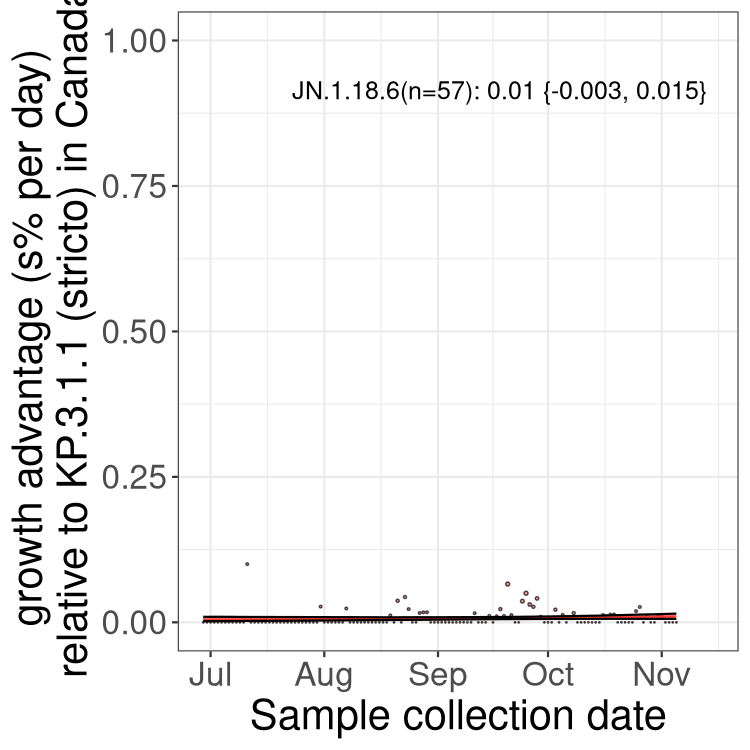 growth advantage (s% per day)
relative to KP.3.1.1 (stricto) in Canada
1.00
0.75
0.50
0.25
0.00
JN.1.18.6(n=57): 0.01 {-0.003, 0.015}
Jul Aug Sep Oct Nov
Sample collection date